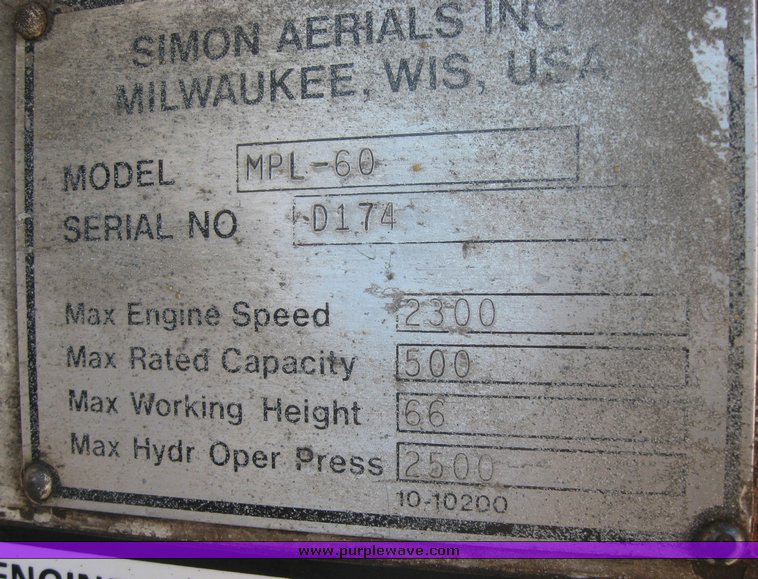 SIMON AERIALS INC
MILWAUKEE, WIS, USA
MODEL MPL-60
SERIAL NO D174
Max Engine Speed 2300
Max Rated Capacity 500
Max Working Height 66
Max Hydr Oper Press 2500
10-10200
www.purplewave.com